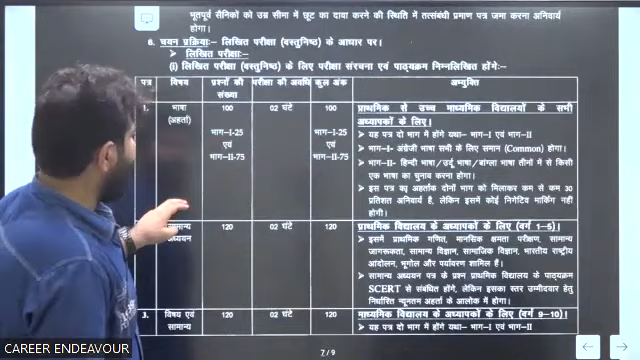 भूतपूर्व सैनिकों को उम्र सीमा में छूट का दावा करने की स्थिति में तत्संबंधी प्रमाण पत्र जमा करना अनिवार्य
होगा।
6. चयन प्रक्रियाः– लिखित परीक्षा (वस्तुनिष्ठ) के आधार पर।
➤ लिखित परीक्षाः–
(i) लिखित परीक्षा (वस्तुनिष्ठ) के लिए परीक्षा संरचना एवं पाठ्यक्रम निम्नलिखित होंगे:–
पत्र विषय प्रश्नों की संख्या परीक्षा की अवधि कुल अंक अभ्युक्ति
1. भाषा (अहर्ता) 100 02 घंटे 100 प्राथमिक से उच्च माध्यमिक विद्यालयों के सभी
अध्यापकों के लिए।
भाग-I-25 एवं भाग-II-75 भाग-I-25 एवं भाग-II-75
➤ यह पत्र दो भाग में होंगे यथा– भाग-I एवं भाग-II
➤ भाग-I- अंग्रेजी भाषा सभी के लिए समान (Common) होगा।
➤ भाग-II- हिन्दी भाषा/उर्दू भाषा/बांग्ला भाषा तीनों में से किसी
एक भाषा का चुनाव करना होगा।
➤ इस पत्र का अहर्ताक दोनों भाग को मिलाकर कम से कम 30
प्रतिशत अनिवार्य है, लेकिन इसमें कोई निगेटिव मार्किंग नहीं
होगी।
सामान्य अध्ययन 120 02 घंटे 120 प्राथमिक विद्यालय के अध्यापकों के लिए (वर्ग 1–5)
➤ इसमें प्राथमिक गणित, मानसिक क्षमता परीक्षण, सामान्य
जागरूकता, सामान्य विज्ञान, सामाजिक विज्ञान, भारतीय राष्ट्रीय
आंदोलन, भूगोल और पर्यावरण शामिल हैं।
➤ सामान्य अध्ययन पत्र के प्रश्न प्राथमिक विद्यालय के पाठ्यक्रम
SCERT से संबंधित होंगे, लेकिन इसका स्तर उम्मीदवार हेतु
निर्धारित न्यूनतम अहर्ता के आलोक में होगा।
3. विषय एवं सामान्य 120 02 घंटे 120 माध्यमिक विद्यालय के अध्यापकों के लिए (वर्ग 9–10)
➤ यह पत्र दो भाग में होंगे यथा– भाग-I एवं भाग-II
7/9
CAREER ENDEAVOUR